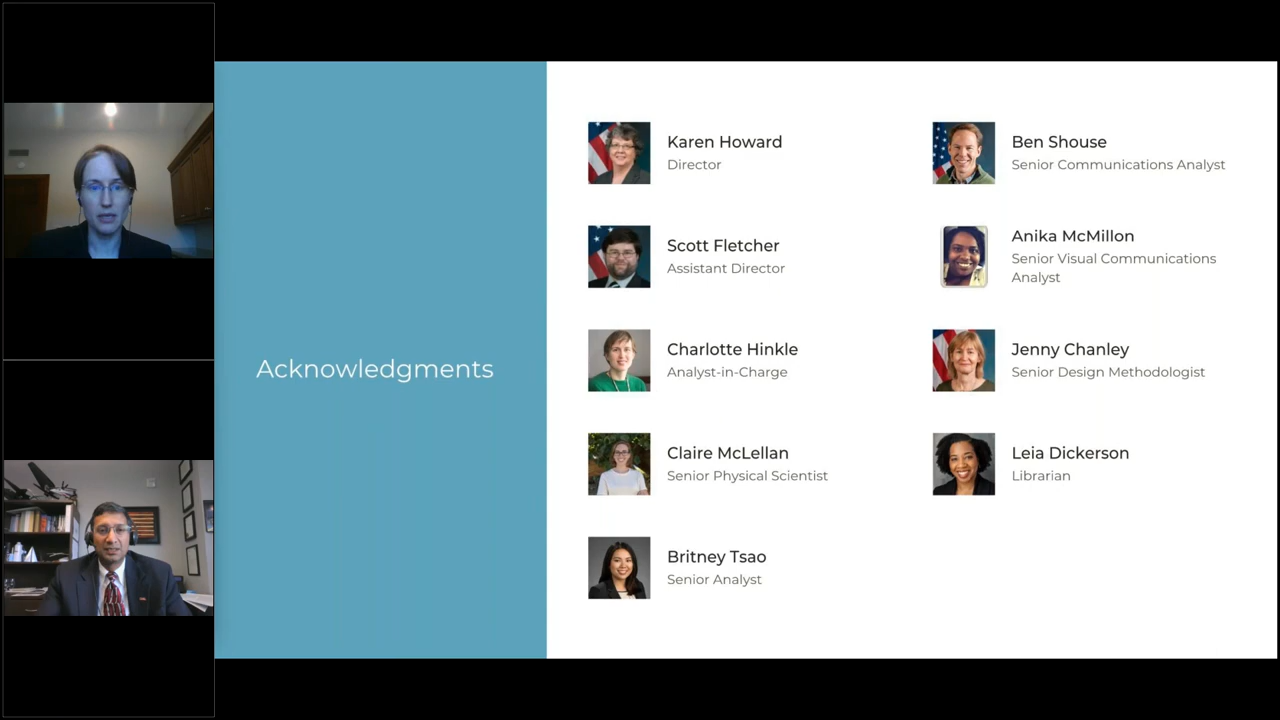 Acknowledgments
Karen Howard
Director
Scott Fletcher
Assistant Director
Charlotte Hinkle
Analyst-in-Charge
Claire McLellan
Senior Physical Scientist
Britney Tsao
Senior Analyst
Ben Shouse
Senior Communications Analyst
Anika McMillon
Senior Visual Communications
Analyst
Jenny Chanley
Senior Design Methodologist
Leia Dickerson
Librarian